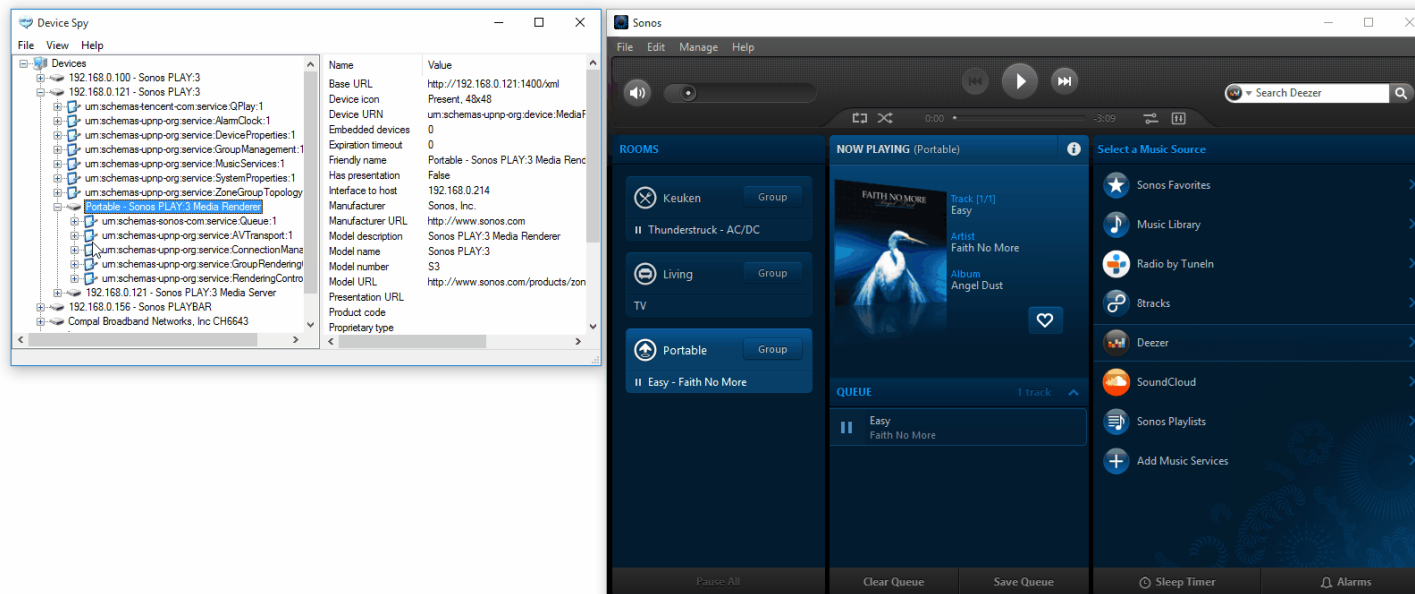 Device Spy
File View Help
Devices
192.168.0.100 - Sonos PLAY:3
192.168.0.121 - Sonos PLAY:3
urn:schemas-tencent-com:service:QPlay:1
urn:schemas-upnp-org:service:AlarmClock:1
urn:schemas-upnp-org:service:DeviceProperties:1
urn:schemas-upnp-org:service:GroupManagement:1
urn:schemas-upnp-org:service:MusicServices:1
urn:schemas-upnp-org:service:SystemProperties:1
urn:schemas-upnp-org:service:ZoneGroupTopology
Portable - Sonos PLAY:3 Media Renderer
urn:schemas-sonos-com:service:Queue:1
urn:schemas-upnp-org:service:AVTransport:1
urn:schemas-upnp-org:service:ConnectionMana
urn:schemas-upnp-org:service:GroupRendering
urn:schemas-upnp-org:service:RenderingContro
192.168.0.121 - Sonos PLAY:3 Media Server
192.168.0.156 - Sonos PLAYBAR
Compal Broadband Networks, Inc CH6643
Name Value
Base URL http://192.168.0.121:1400/xml
Device icon Present, 48x48
Device URN urn:schemas-upnp-org:device:MediaR
Embedded devices 0
Expiration timeout 0
Friendly name Portable - Sonos PLAY:3 Media Rend
Has presentation False
Interface to host 192.168.0.214
Manufacturer Sonos, Inc.
Manufacturer URL http://www.sonos.com
Model description Sonos PLAY:3 Media Renderer
Model name Sonos PLAY:3
Model number S3
Model URL http://www.sonos.com/products/zon
Presentation URL
Product code
Proprietary type
Sonos
File Edit Manage Help
Search Deezer
0:00 -3:09
ROOMS
Keuken Group
Thunderstruck - AC/DC
Living Group
TV
Portable Group
Easy - Faith No More
Pause All
NOW PLAYING (Portable)
FAITH NO MORE
Angel Dust
Track [1/1]
Easy
Artist
Faith No More
Album
Angel Dust
QUEUE 1 track
Easy
Faith No More
Clear Queue Save Queue
Select a Music Source
Sonos Favorites
Music Library
Radio by TuneIn
8tracks
Deezer
SoundCloud
Sonos Playlists
Add Music Services
Sleep Timer Alarms